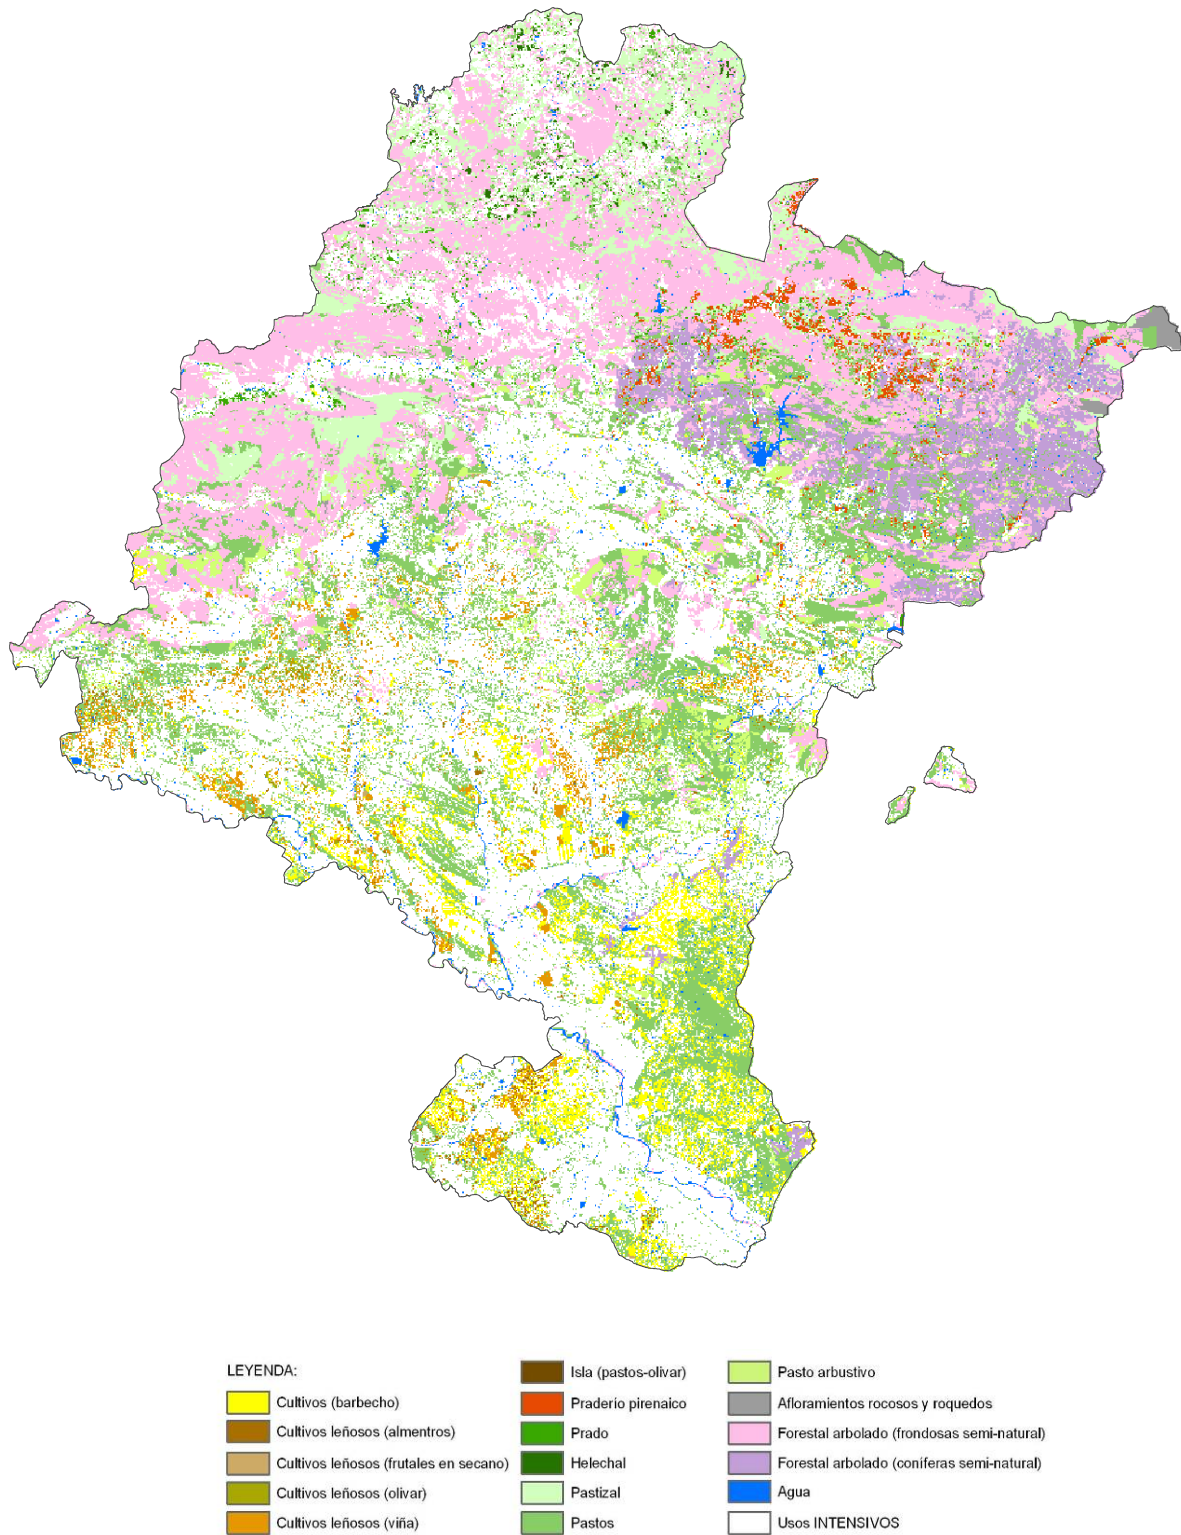 LEYENDA:
Cultivos (barbecho)
Cultivos leñosos (almentros)
Cultivos leñosos (frutales en secano)
Cultivos leñosos (olivar)
Cultivos leñosos (viña)
Isla (pastos-olivar)
Praderio pirenaico
Prado
Helechal
Pastizal
Pastos
Pasto arbustivo
Afloramientos rocosos y roquedos
Forestal arbolado (frondosas semi-natural)
Forestal arbolado (coníferas semi-natural)
Agua
Usos INTENSIVOS